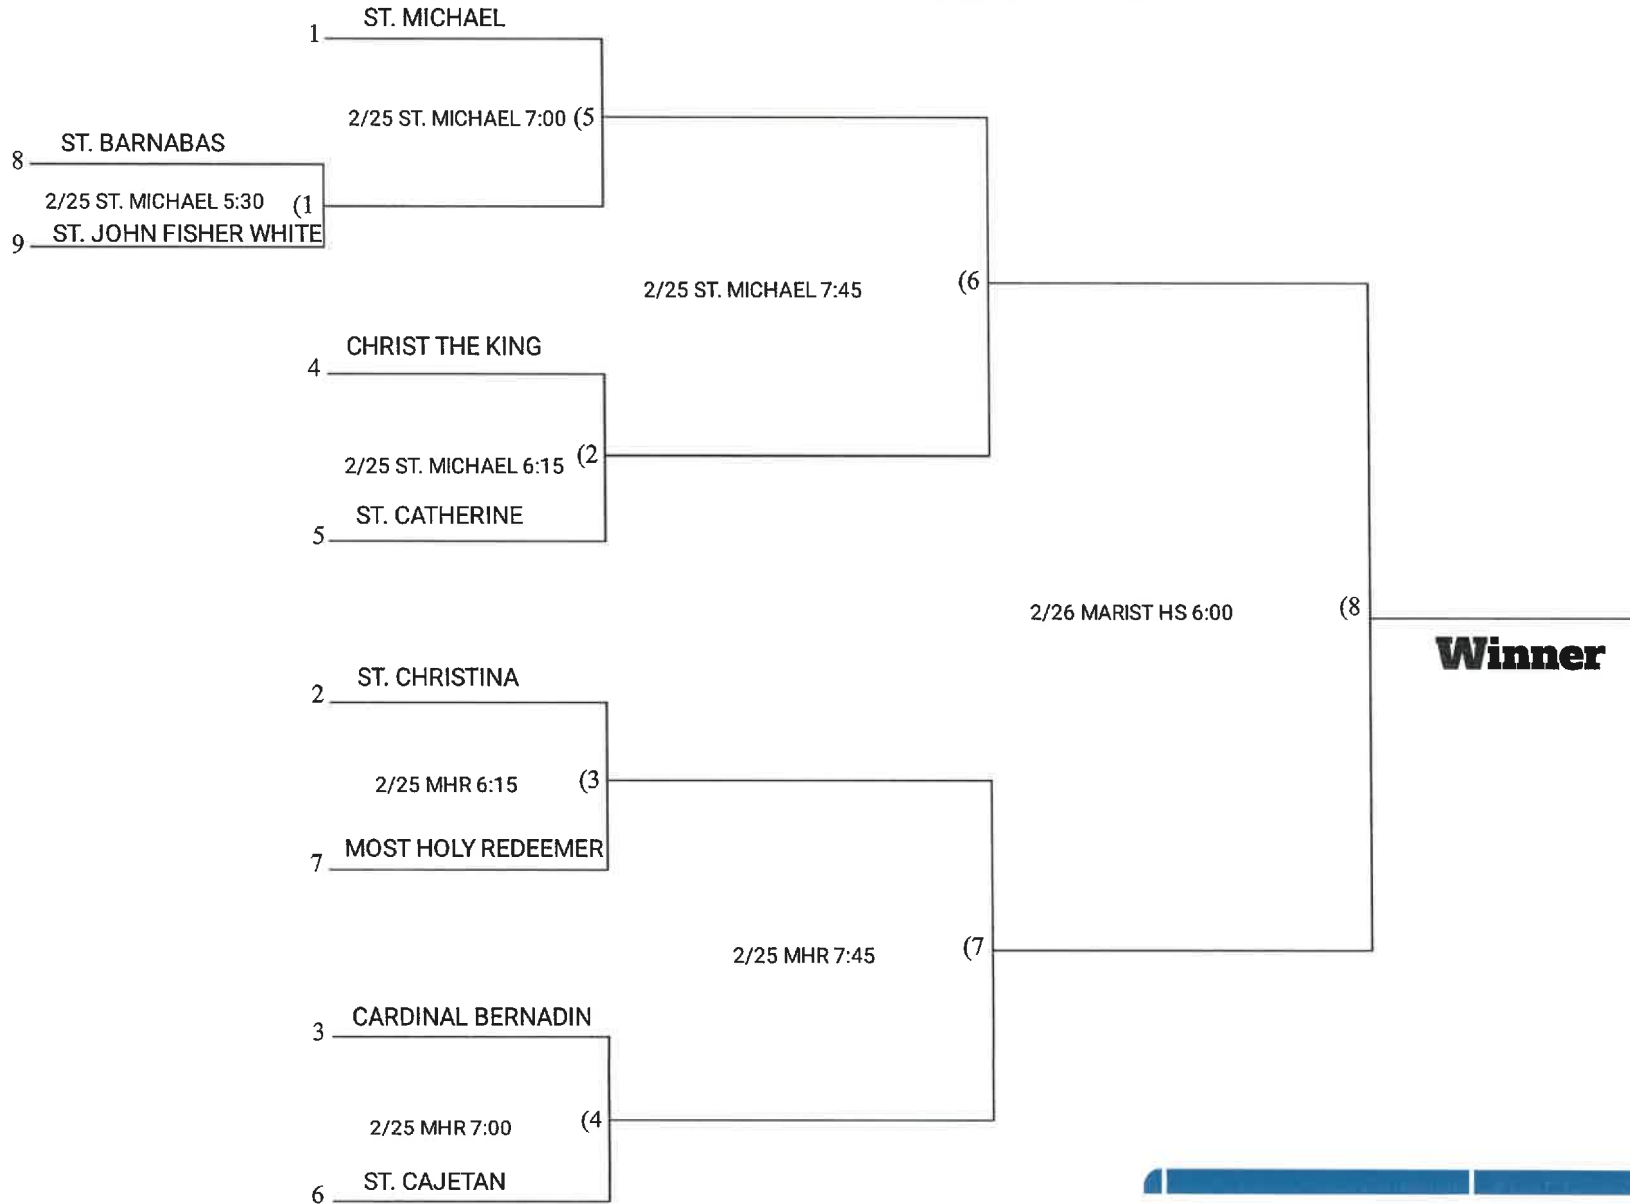 ST. MICHAEL
1
2/25 ST. MICHAEL 7:00 (5
ST. BARNABAS
8
2/25 ST. MICHAEL 5:30 (1
ST. JOHN FISHER WHITE
9
2/25 ST. MICHAEL 7:45 (6
CHRIST THE KING
4
2/25 ST. MICHAEL 6:15 (2
ST. CATHERINE
5
2/26 MARIST HS 6:00 (8
Winner
ST. CHRISTINA
2
2/25 MHR 6:15 (3
MOST HOLY REDEEMER
7
2/25 MHR 7:45 (7
CARDINAL BERNADIN
3
2/25 MHR 7:00 (4
ST. CAJETAN
6